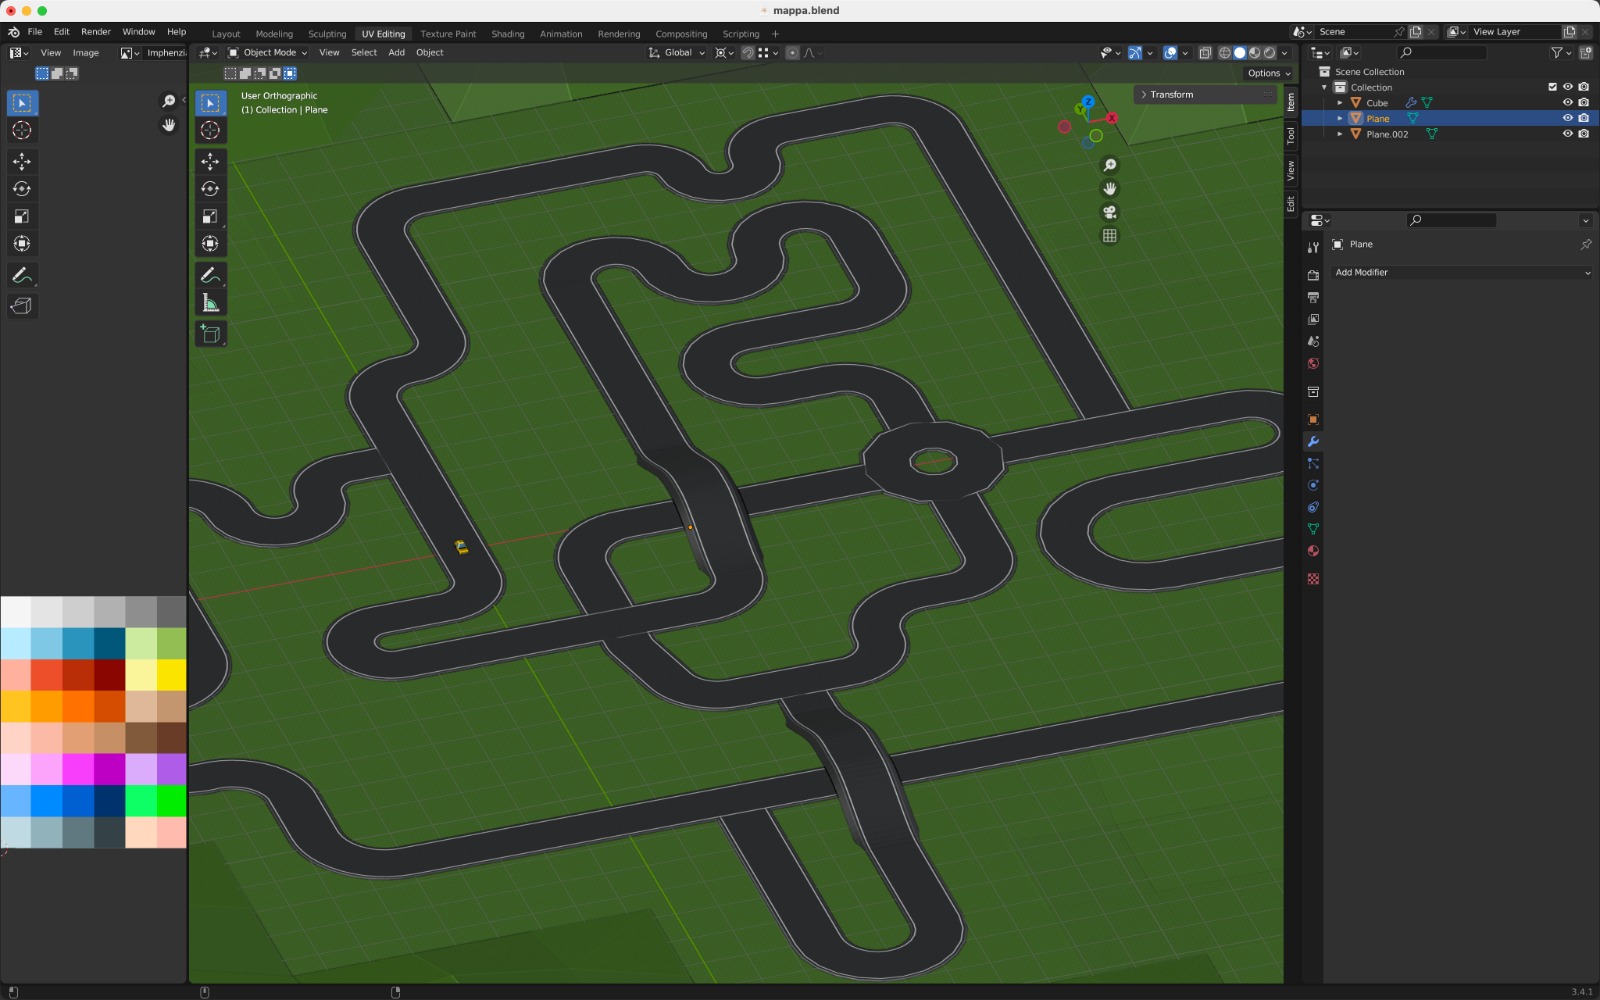 mappa.blend
File Edit Render Window Help
Layout Modeling Sculpting UV Editing Texture Paint Shading Animation Rendering Compositing Scripting +
Scene
View Layer
View Image
Imphenzi
Object Mode View Select Add Object
Global
Options
User Orthographic
(1) Collection | Plane
Transform
Item
Tool
View
Edit
Z
Y
X
Scene Collection
Collection
Cube
Plane
Plane.002
Plane
Add Modifier
3.4.1